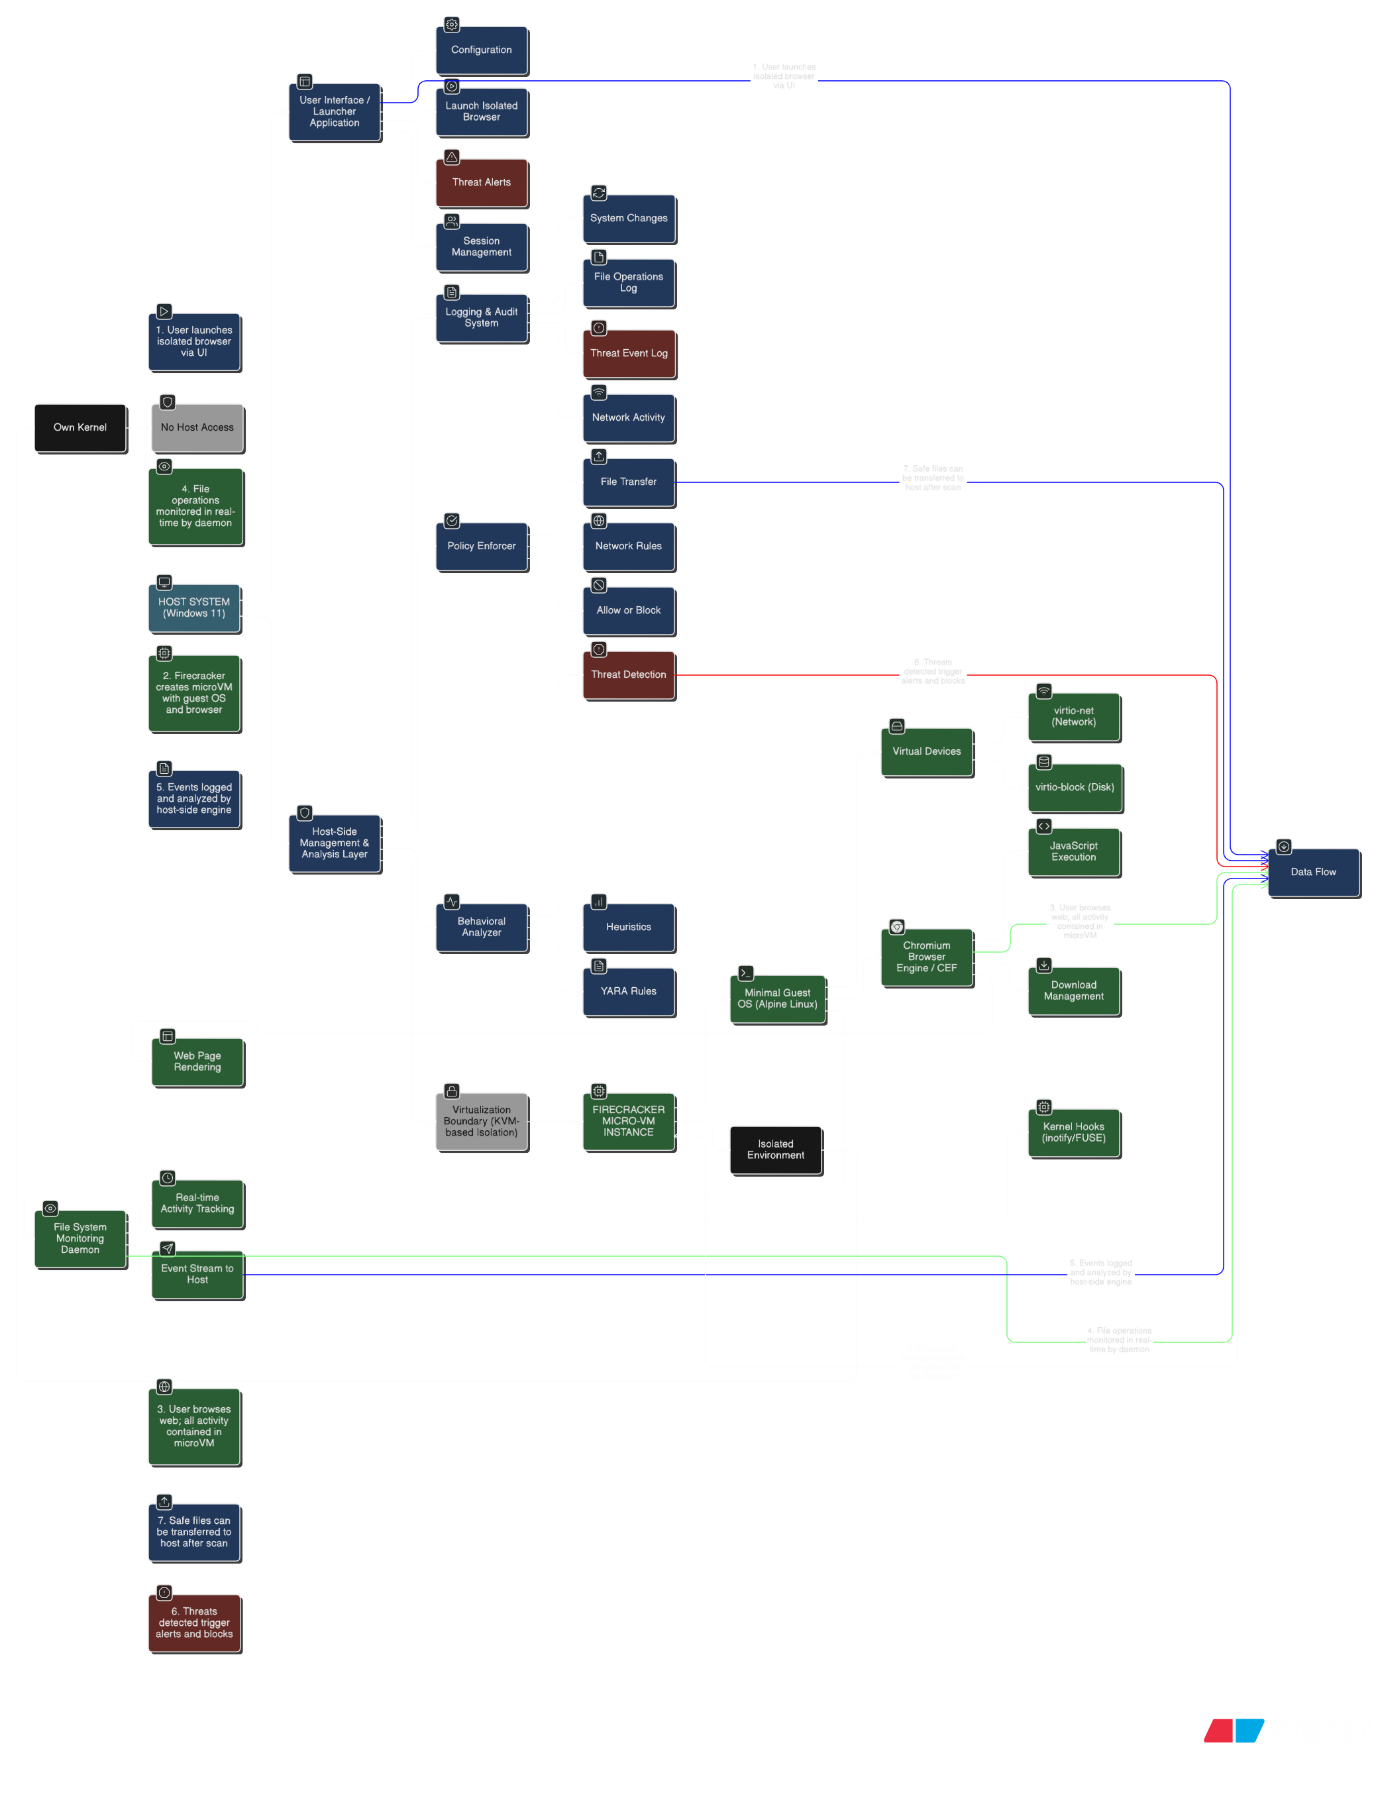 Configuration
1. User launches
isolated browser
via UI
User Interface /
Launcher
Application
Launch Isolated
Browser
Threat Alerts
System Changes
Session
Management
File Operations
Log
Logging & Audit
System
1. User launches
isolated browser
via UI
Threat Event Log
Own Kernel
No Host Access
Network Activity
4. File
operations
monitored in real-
time by daemon
File Transfer
7. Safe files can
be transferred to
host after scan
Policy Enforcer
Network Rules
HOST SYSTEM
(Windows 11)
Allow or Block
2. Firecracker
creates microVM
with guest OS
and browser
Threat Detection
6. Threats
detected trigger
alerts and blocks
virtio-net
(Network)
Virtual Devices
virtio-block (Disk)
5. Events logged
and analyzed by
host-side engine
Host-Side
Management &
Analysis Layer
JavaScript
Execution
Data Flow
Behavioral
Analyzer
Heuristics
3. User browses
web; all activity
contained in
microVM
Chromium
Browser
Engine / CEF
YARA Rules
Minimal Guest
OS (Alpine Linux)
Download
Management
Web Page
Rendering
Virtualization
Boundary (KVM-
based Isolation)
FIRECRACKER
MICRO-VM
INSTANCE
Isolated
Environment
Kernel Hooks
(inotify/FUSE)
Real-time
Activity Tracking
File System
Monitoring
Daemon
Event Stream to
Host
5. Events logged
and analyzed by
host-side engine
4. File operations
monitored in real-
time by daemon
3. User browses
web; all activity
contained in
microVM
7. Safe files can
be transferred to
host after scan
6. Threats
detected trigger
alerts and blocks